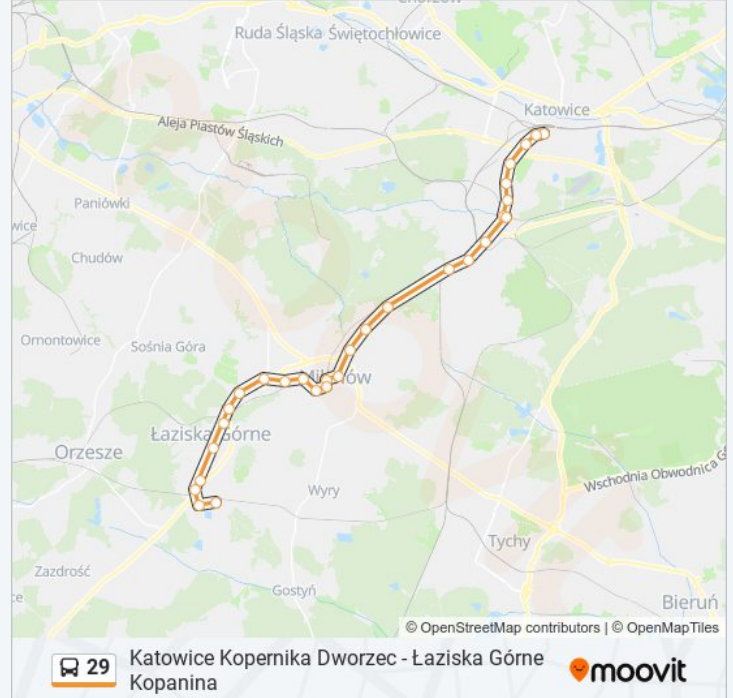 Chorzów
Ruda Śląska Świętochłowice
Katowice
Aleja Piastów Śląskich
Paniówki
wice
Chudów
Ornontowice
Sośnia Góra
Łaziska Górne
Orzesze
Wschodnia Obwodnica G
Wyry
Tychy
Zazdrość
Gostyń
Bieruń
© OpenStreetMap contributors | © OpenMapTiles
29
Katowice Kopernika Dworzec - Łaziska Górne
Kopanina
moovit